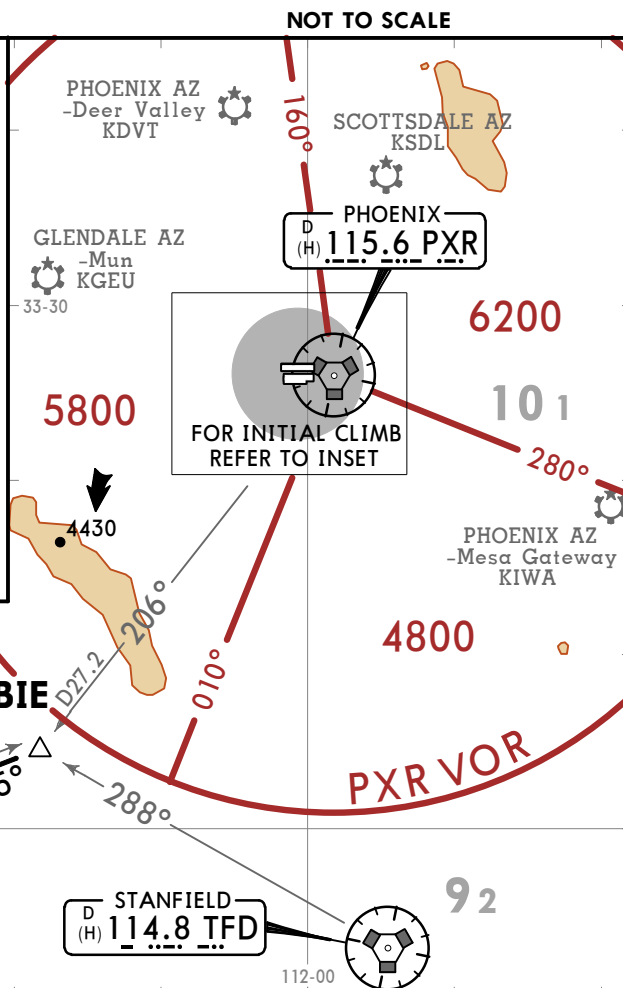 NOT TO SCALE
PHOENIX AZ
-Deer Valley
KDVT
160°
SCOTTSDALE AZ
KSDL
PHOENIX
D
(H) 115.6 PXR
GLENDALE AZ
-Mun
KGEU
33-30
6200
5800
10 1
FOR INITIAL CLIMB
REFER TO INSET
280°
4430
PHOENIX AZ
-Mesa Gateway
KIWA
206°
4800
D27.2
010°
BIE
5°
PXR VOR
288°
STANFIELD
D
(H) 114.8 TFD
9 2
112-00